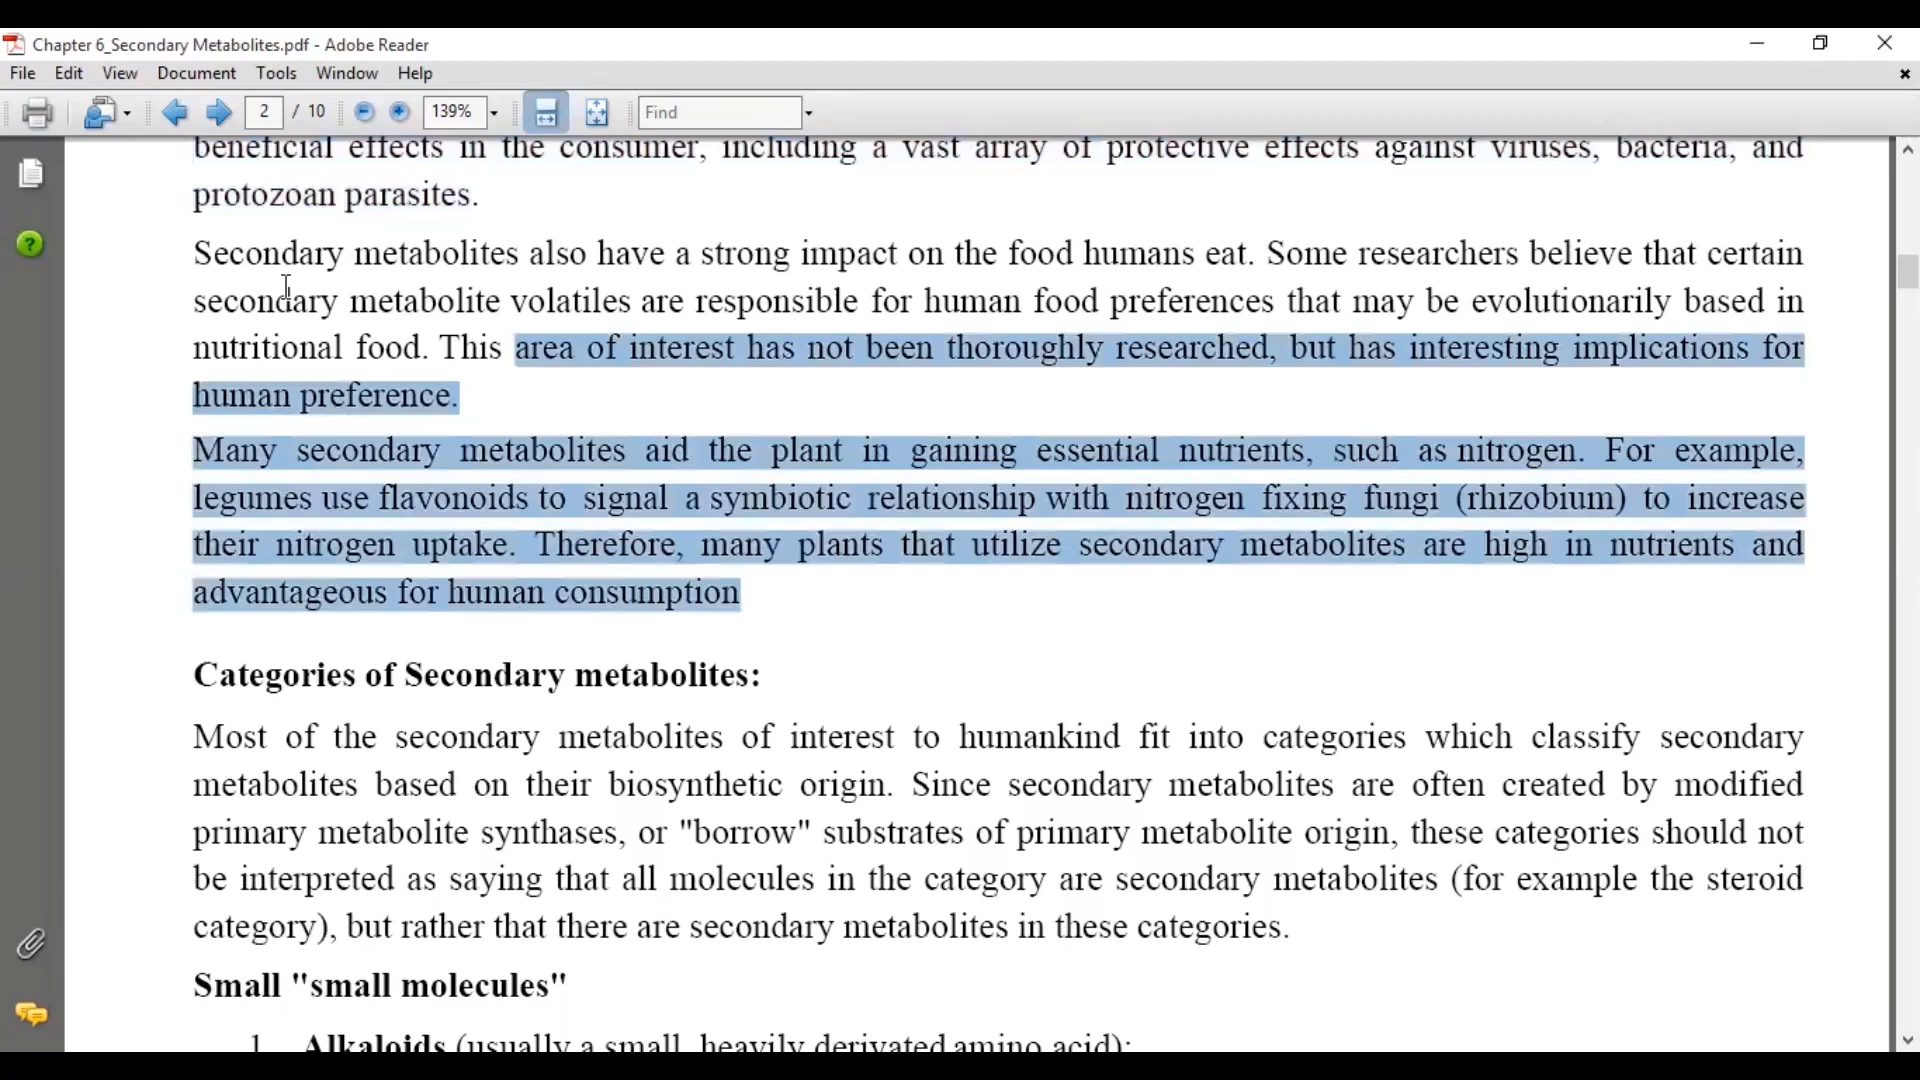 Chapter 6_Secondary Metabolites.pdf - Adobe Reader
File Edit View Document Tools Window Help
2 / 10 139% Find
beneficial effects in the consumer, including a vast array of protective effects against viruses, bacteria, and
protozoan parasites.
Secondary metabolites also have a strong impact on the food humans eat. Some researchers believe that certain
secondary metabolite volatiles are responsible for human food preferences that may be evolutionarily based in
nutritional food. This area of interest has not been thoroughly researched, but has interesting implications for
human preference.
Many secondary metabolites aid the plant in gaining essential nutrients, such as nitrogen. For example,
legumes use flavonoids to signal a symbiotic relationship with nitrogen fixing fungi (rhizobium) to increase
their nitrogen uptake. Therefore, many plants that utilize secondary metabolites are high in nutrients and
advantageous for human consumption
Categories of Secondary metabolites:
Most of the secondary metabolites of interest to humankind fit into categories which classify secondary
metabolites based on their biosynthetic origin. Since secondary metabolites are often created by modified
primary metabolite synthases, or "borrow" substrates of primary metabolite origin, these categories should not
be interpreted as saying that all molecules in the category are secondary metabolites (for example the steroid
category), but rather that there are secondary metabolites in these categories.
Small "small molecules"
1. Alkaloids (usually a small, heavily derivated amino acid):